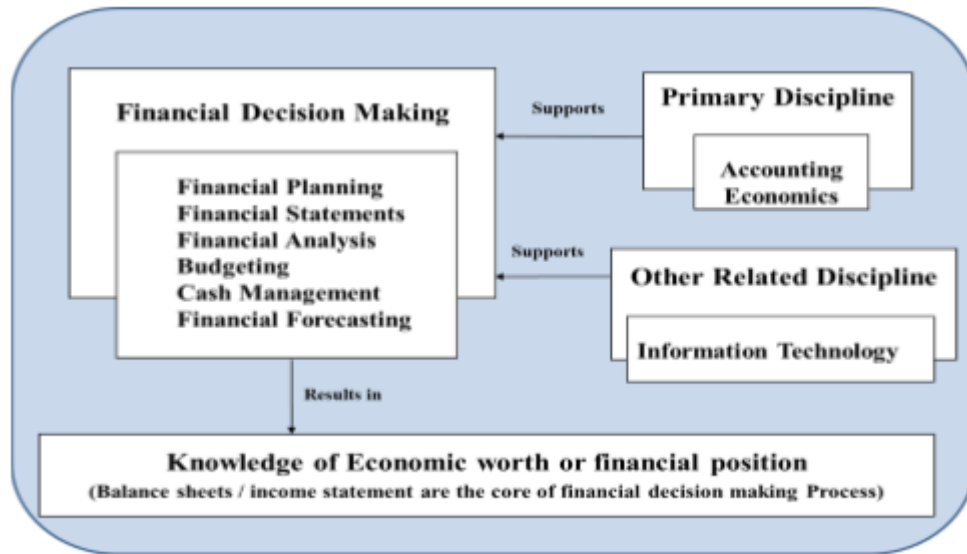 Financial Decision Making
Financial Planning
Financial Statements
Financial Analysis
Budgeting
Cash Management
Financial Forecasting
Supports
Primary Discipline
Accounting
Economics
Supports
Other Related Discipline
Information Technology
Results in
Knowledge of Economic worth or financial position
(Balance sheets / income statement are the core of financial decision making Process)